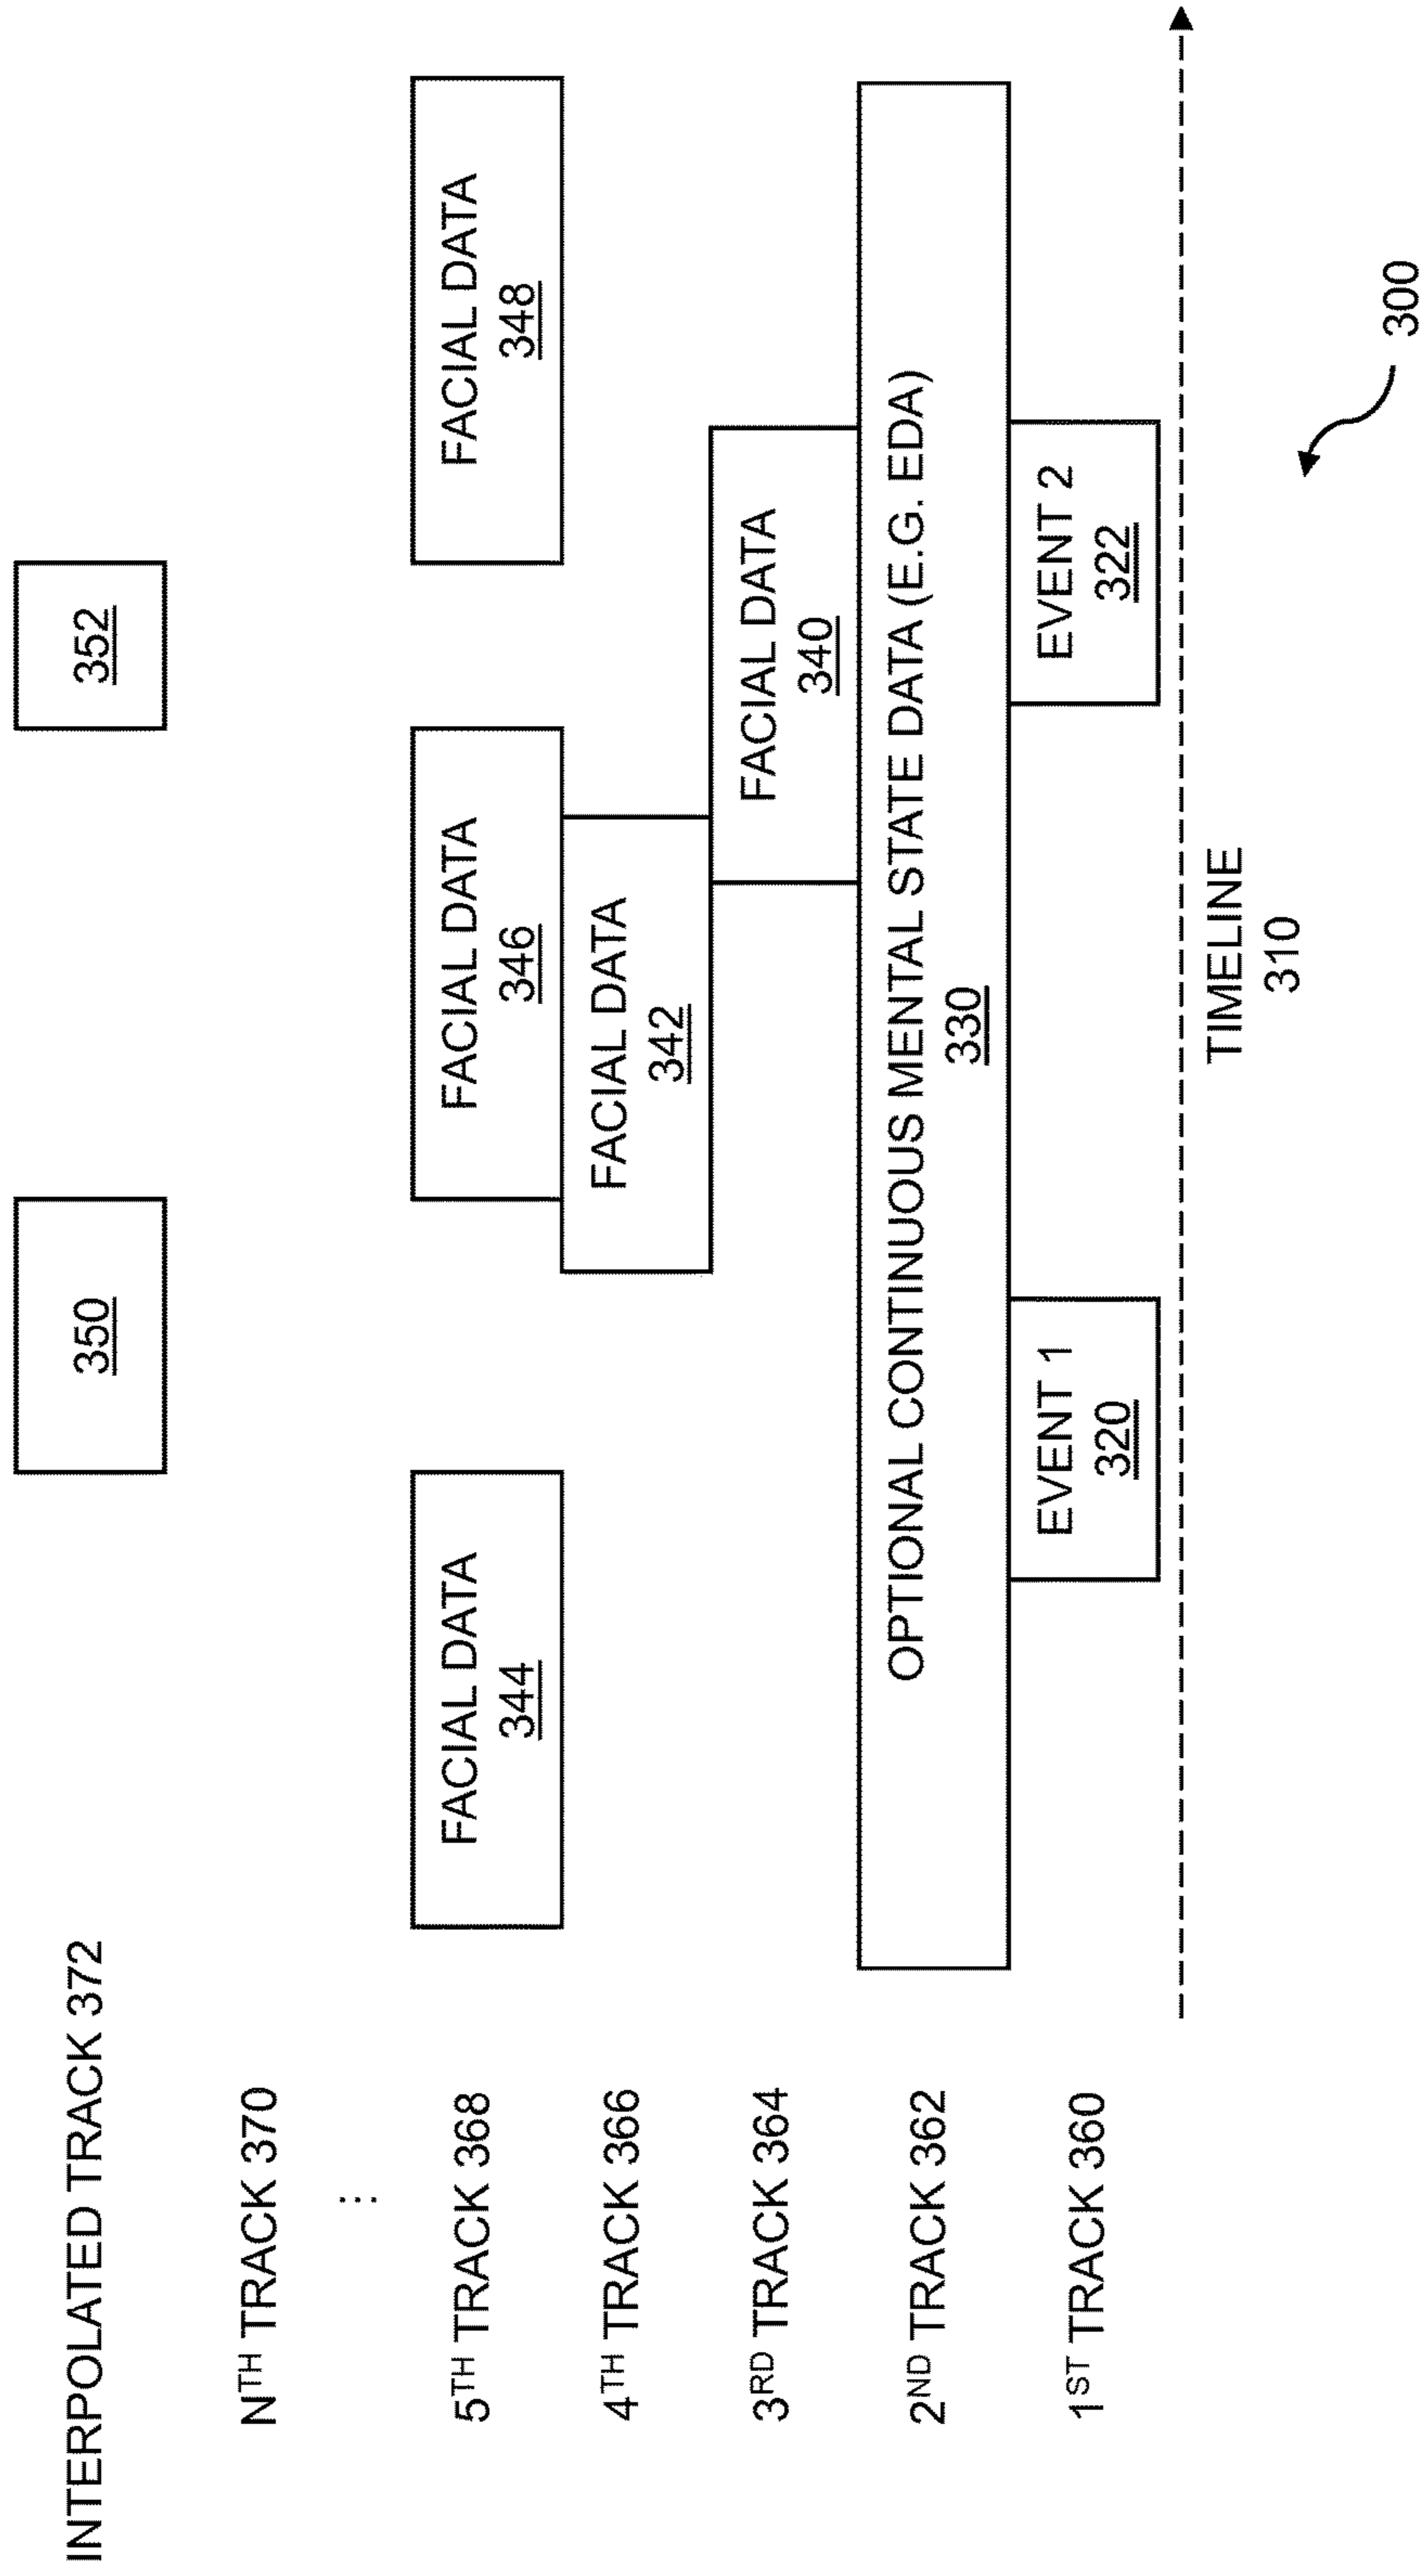 INTERPOLATED TRACK 372
350
352
Nᵀᴴ TRACK 370
⋮
5ᵀᴴ TRACK 368
FACIAL DATA
344
FACIAL DATA
346
FACIAL DATA
348
4ᵀᴴ TRACK 366
FACIAL DATA
342
3ᴿᴰ TRACK 364
FACIAL DATA
340
2ᴺᴰ TRACK 362
OPTIONAL CONTINUOUS MENTAL STATE DATA (E.G. EDA)
330
1ˢᵀ TRACK 360
EVENT 1
320
EVENT 2
322
TIMELINE
310
300